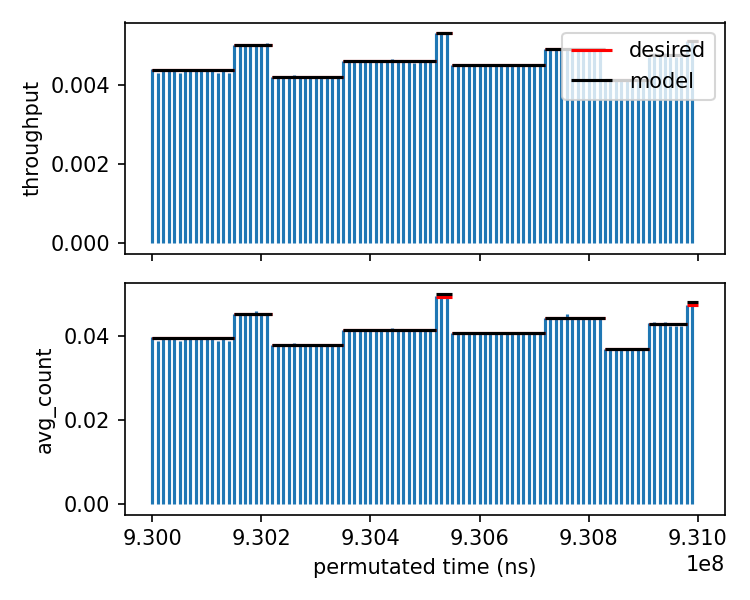 throughput
0.004
0.002
0.000
desired
model
avg_count
0.04
0.02
0.00
9.300 9.302 9.304 9.306 9.308 9.310
1e8
permutated time (ns)